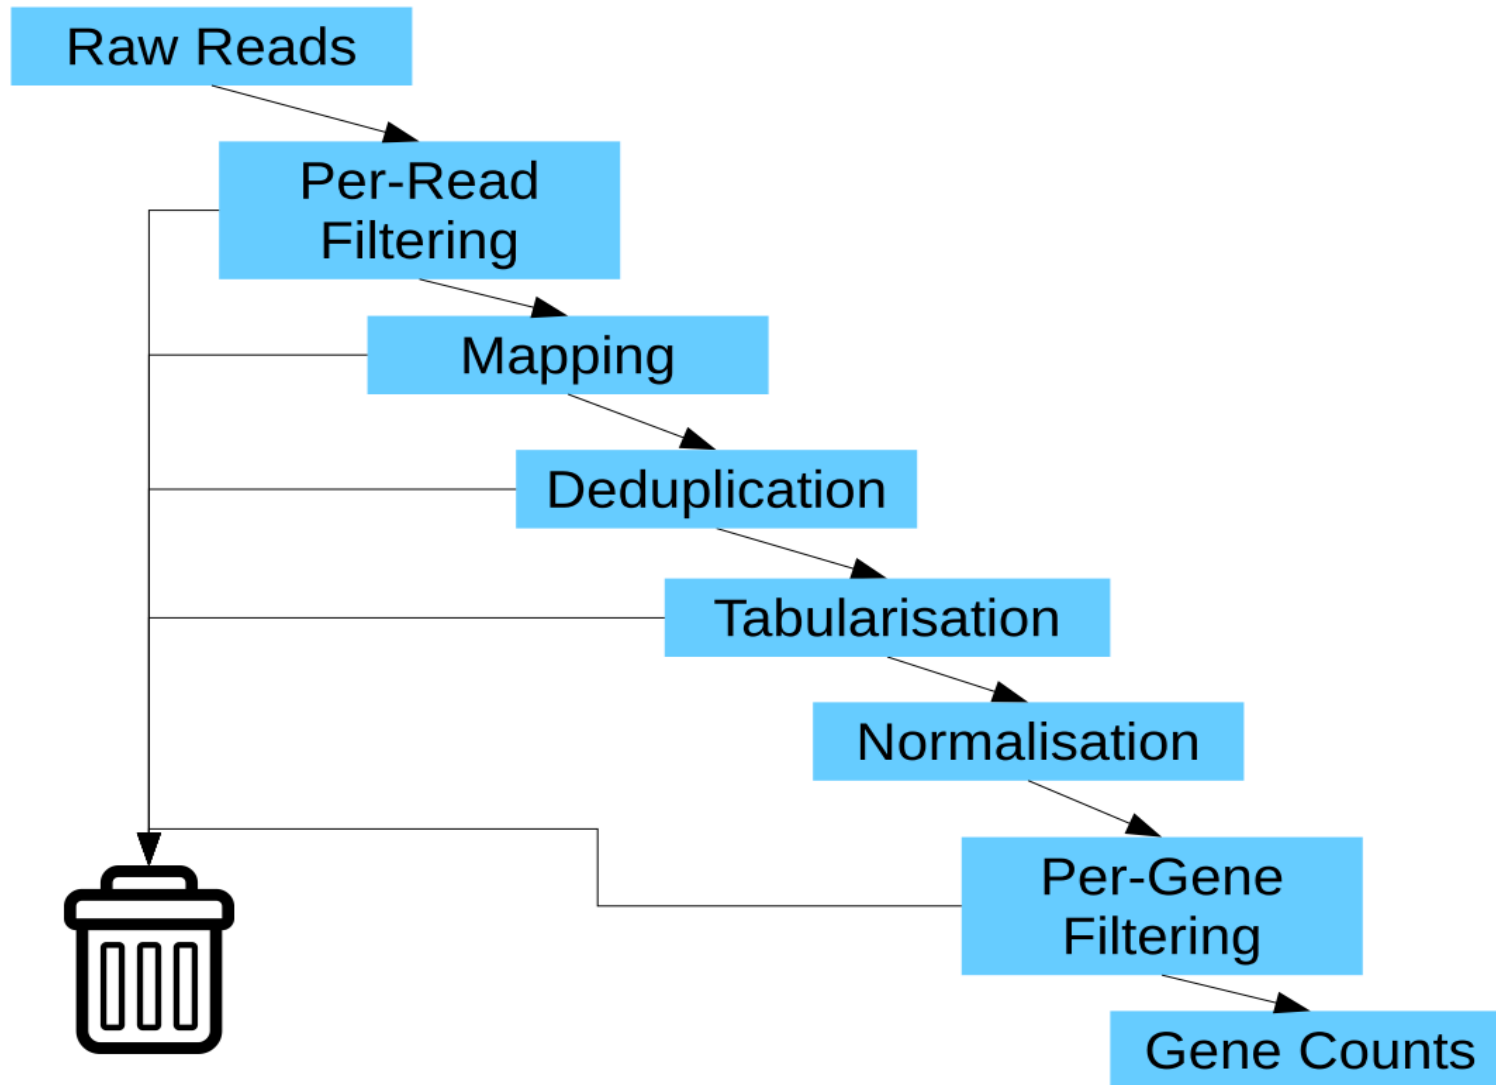 Raw Reads
Per-Read
Filtering
Mapping
Deduplication
Tabularisation
Normalisation
Per-Gene
Filtering
Gene Counts